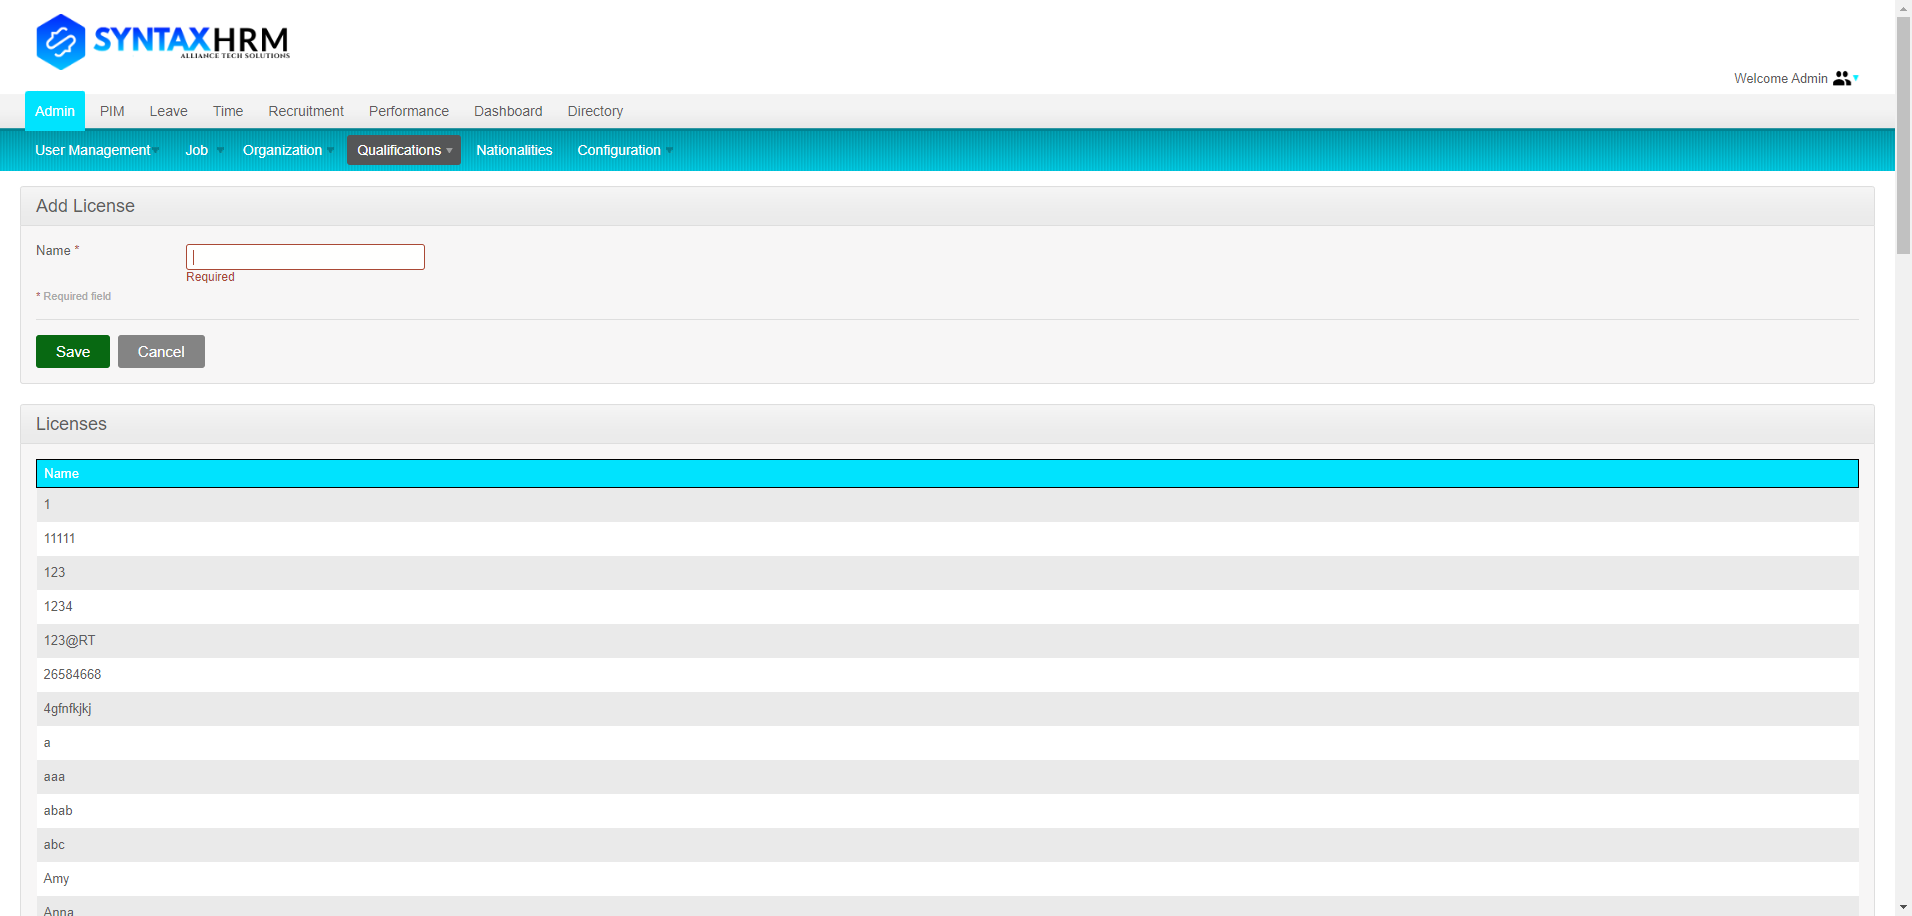 SYNTAXHRM
ALLIANCE TECH SOLUTIONS
Welcome Admin
Admin PIM Leave Time Recruitment Performance Dashboard Directory
User Management Job Organization Qualifications Nationalities Configuration
Add License
Name *
Required
* Required field
Save Cancel
Licenses
Name
1
11111
123
1234
123@RT
26584668
4gfnfkjkj
a
aaa
abab
abc
Amy
Anna